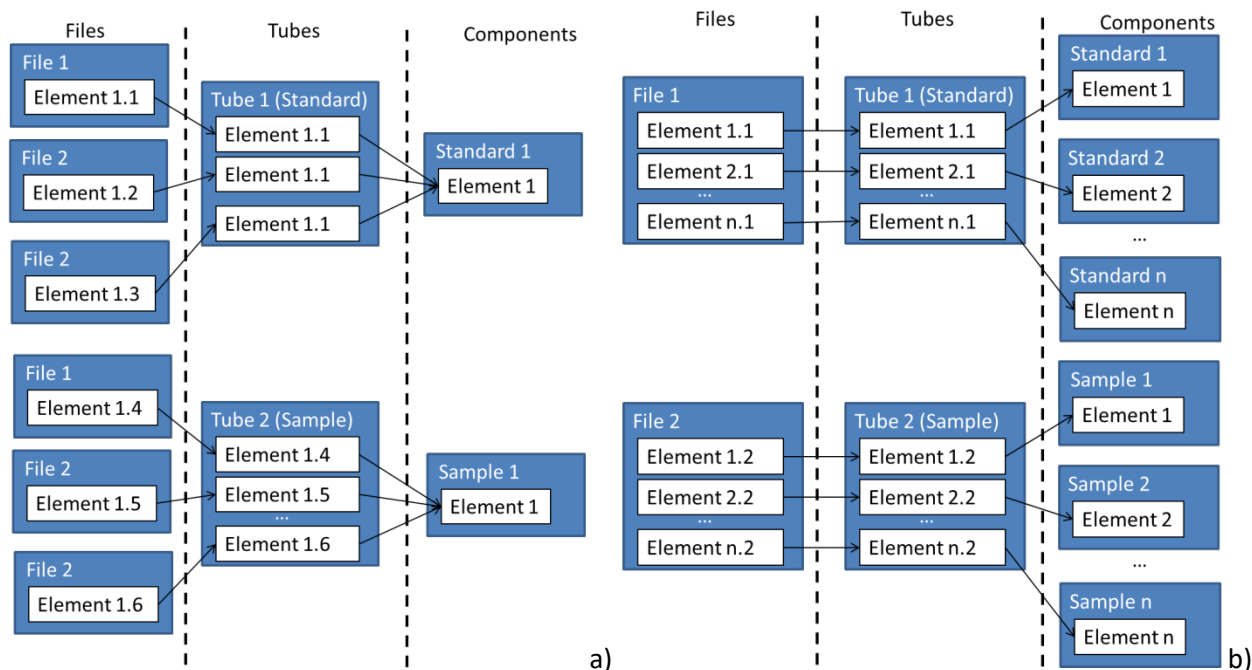 Files
Tubes
Components
File 1
Element 1.1
File 2
Element 1.2
File 2
Element 1.3
Tube 1 (Standard)
Element 1.1
Element 1.1
Element 1.1
Standard 1
Element 1
File 1
Element 1.4
File 2
Element 1.5
File 2
Element 1.6
Tube 2 (Sample)
Element 1.4
Element 1.5
...
Element 1.6
Sample 1
Element 1
a)
Files
Tubes
Components
File 1
Element 1.1
Element 2.1
...
Element n.1
Tube 1 (Standard)
Element 1.1
Element 2.1
...
Element n.1
Standard 1
Element 1
Standard 2
Element 2
...
Standard n
Element n
File 2
Element 1.2
Element 2.2
...
Element n.2
Tube 2 (Sample)
Element 1.2
Element 2.2
...
Element n.2
Sample 1
Element 1
Sample 2
Element 2
...
Sample n
Element n
b)